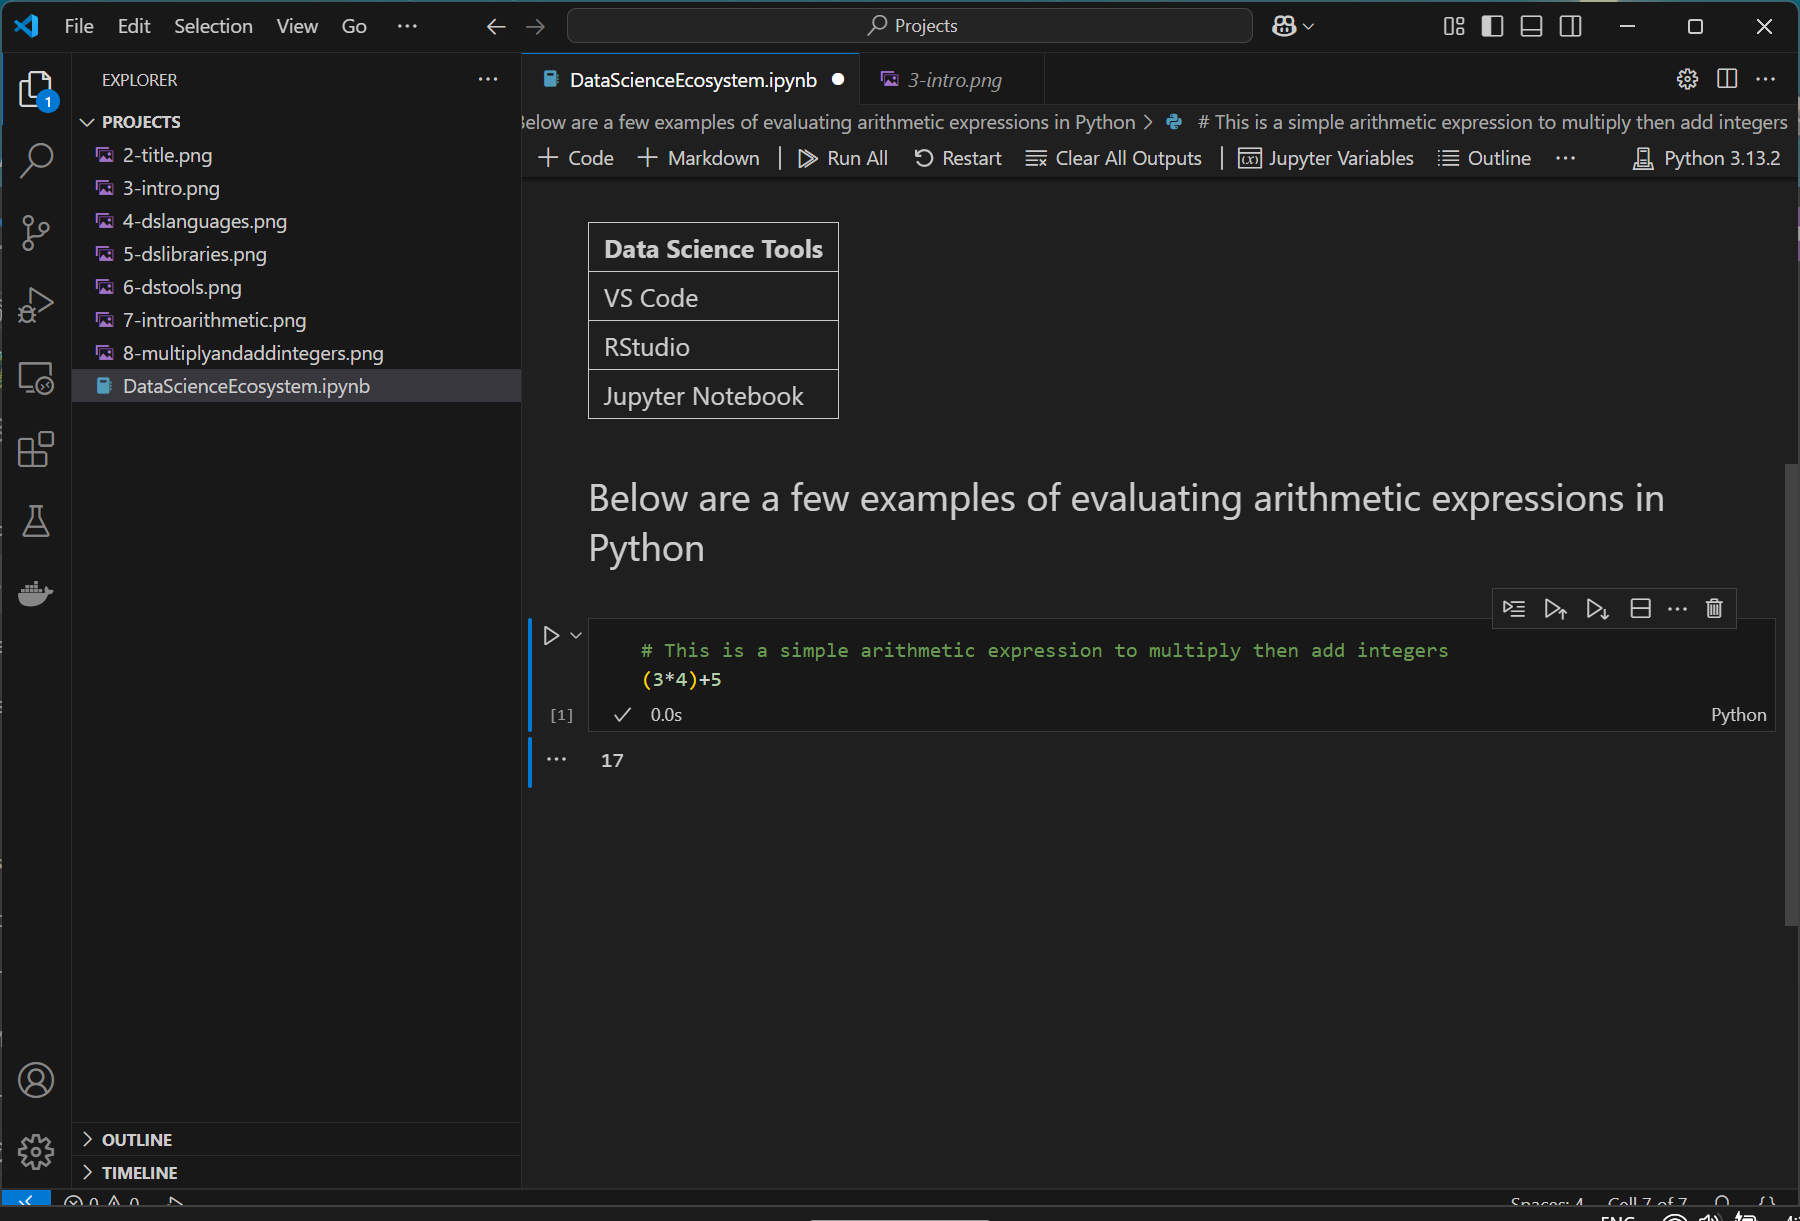 File Edit Selection View Go ··· Projects
EXPLORER ···
PROJECTS
2-title.png
3-intro.png
4-dslanguages.png
5-dslibraries.png
6-dstools.png
7-introarithmetic.png
8-multiplyandaddintegers.png
DataScienceEcosystem.ipynb
OUTLINE
TIMELINE
1
DataScienceEcosystem.ipynb 3-intro.png
Below are a few examples of evaluating arithmetic expressions in Python > # This is a simple arithmetic expression to multiply then add integers
+ Code + Markdown | Run All Restart Clear All Outputs | Jupyter Variables Outline ··· Python 3.13.2
Data Science Tools
VS Code
RStudio
Jupyter Notebook
Below are a few examples of evaluating arithmetic expressions in
Python
# This is a simple arithmetic expression to multiply then add integers
(3*4)+5
[1] 0.0s Python
17
0 0 Spaces: 4 Cell 7 of 7
ENG